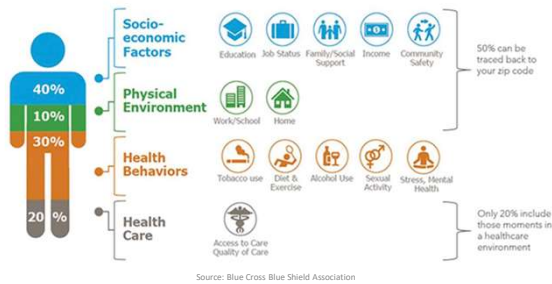 Socio-
economic
Factors
Education
Job Status
Family/Social
Support
Income
Community
Safety
50% can be
traced back to
your zip code
40%
Physical
Environment
10%
Work/School
Home
30%
Health
Behaviors
Tobacco use
Diet &
Exercise
Alcohol Use
Sexual
Activity
Stress, Mental
Health
20 %
Health
Care
Access to Care
Quality of Care
Only 20% include
those moments in
a healthcare
environment
Source: Blue Cross Blue Shield Association